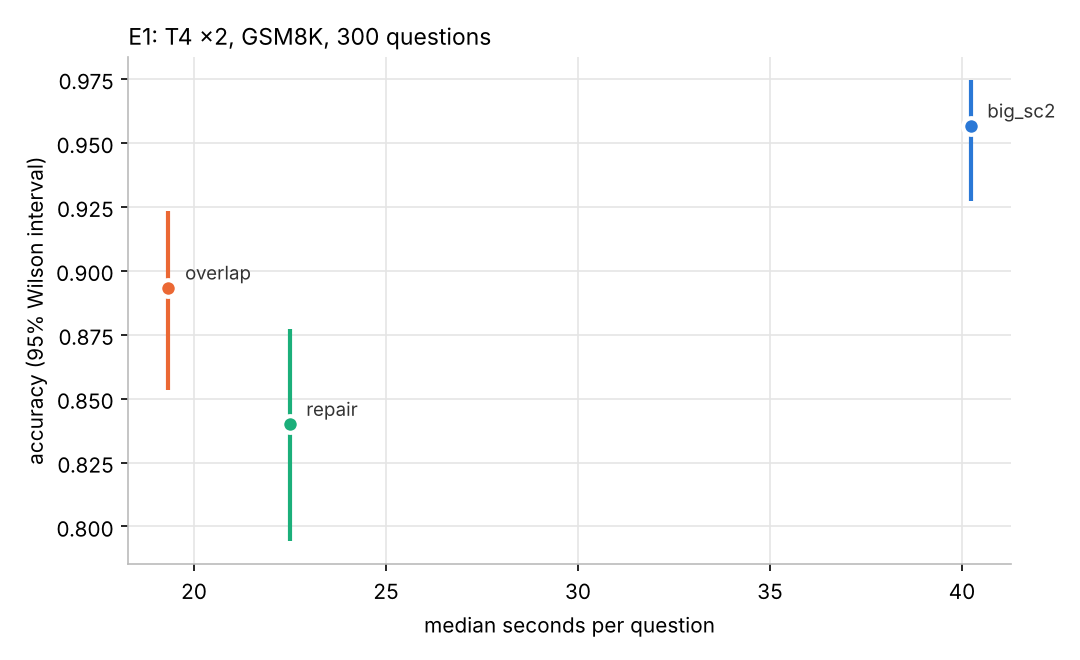 E1: T4 ×2, GSM8K, 300 questions
accuracy (95% Wilson interval)
0.975
0.950
0.925
0.900
0.875
0.850
0.825
0.800
big_sc2
overlap
repair
20 25 30 35 40
median seconds per question